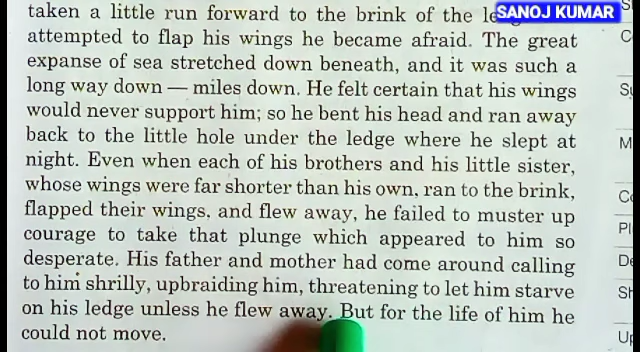 taken a little run forward to the brink of the
SANOJ KUMAR
attempted to flap his wings he became afraid. The great
expanse of sea stretched down beneath, and it was such a
long way down — miles down. He felt certain that his wings
would never support him; so he bent his head and ran away
back to the little hole under the ledge where he slept at
night. Even when each of his brothers and his little sister,
whose wings were far shorter than his own, ran to the brink,
flapped their wings, and flew away, he failed to muster up
courage to take that plunge which appeared to him so
desperate. His father and mother had come around calling
to him shrilly, upbraiding him, threatening to let him starve
on his ledge unless he flew away. But for the life of him he
could not move.